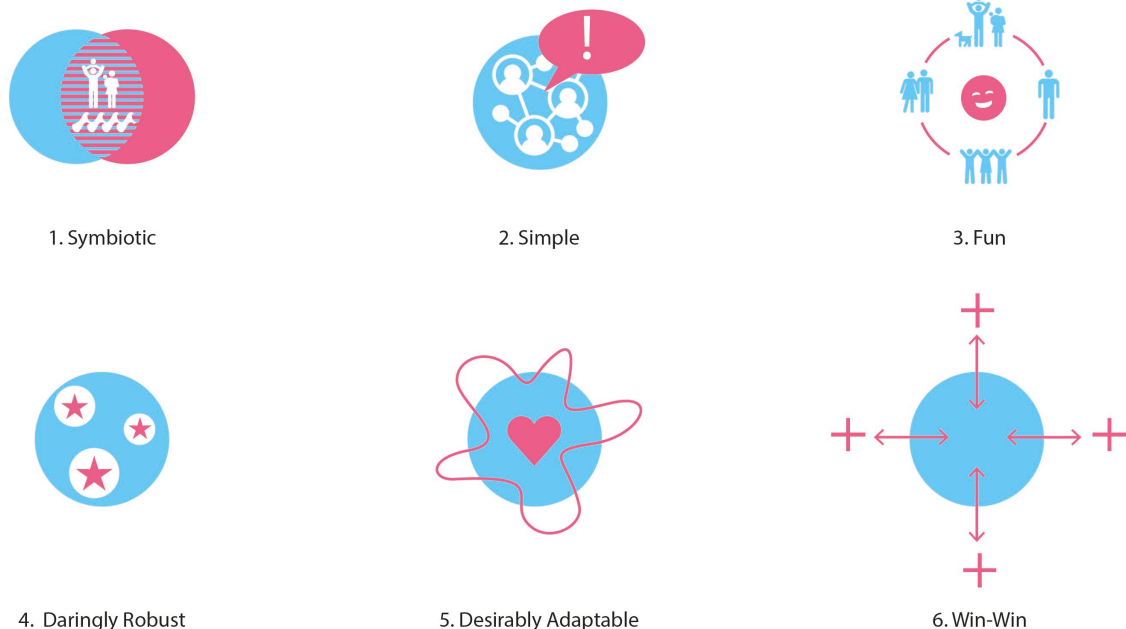 !
1. Symbiotic
2. Simple
3. Fun
4. Daringly Robust
5. Desirably Adaptable
6. Win-Win